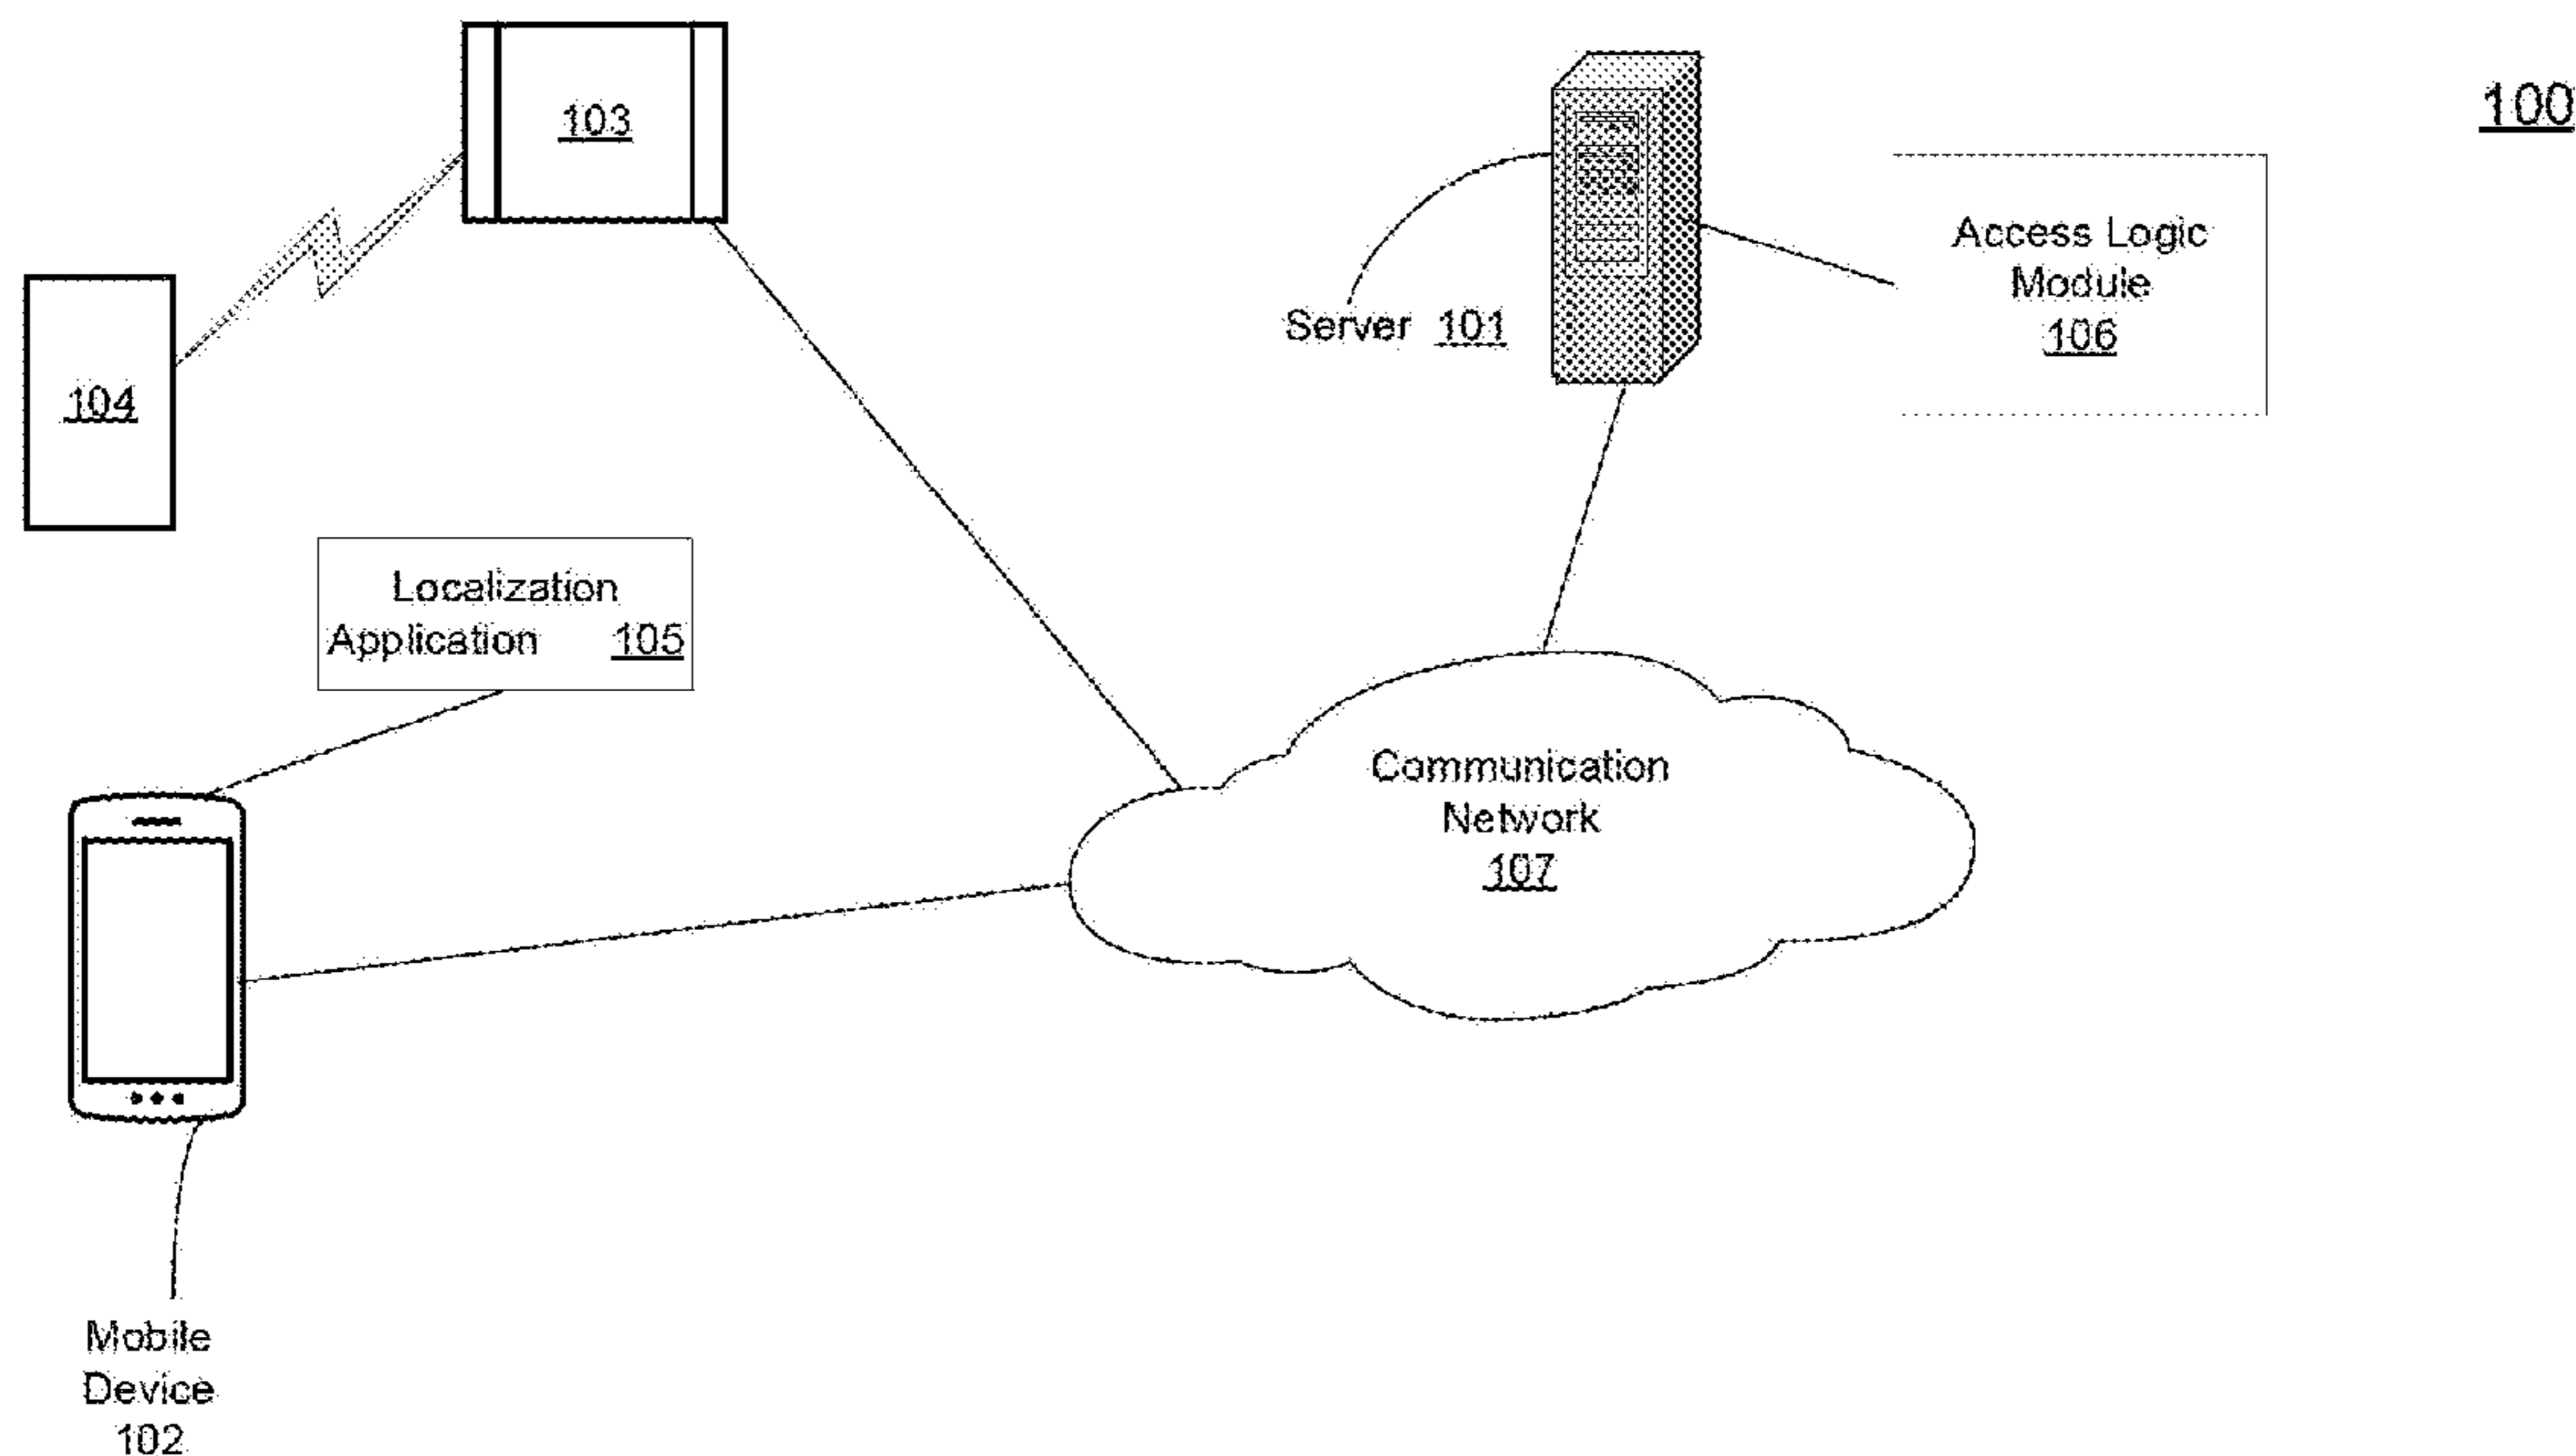 103
100
Access Logic
Module
106
Server 101
104
Localization
Application 105
Communication
Network
107
Mobile
Device
102